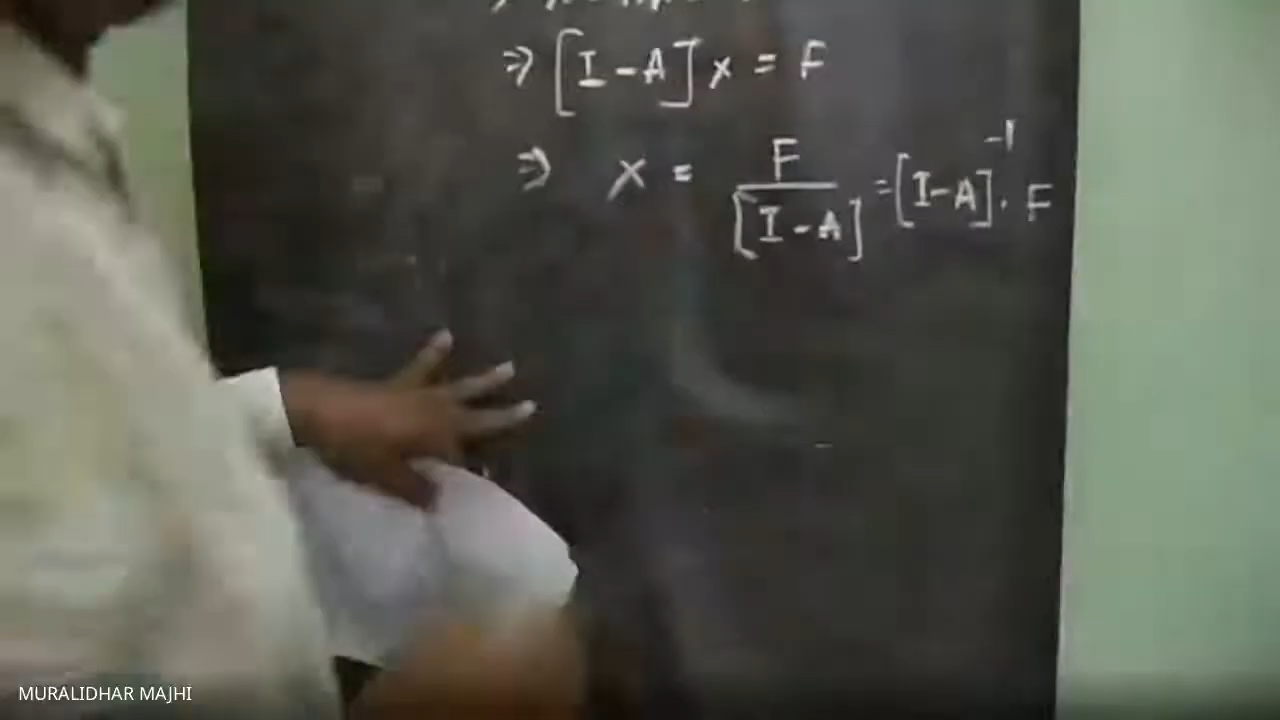 ⇒ [I - A] X = F
⇒ X = F / [I - A] = [I - A]⁻¹ . F
MURALIDHAR MAJHI